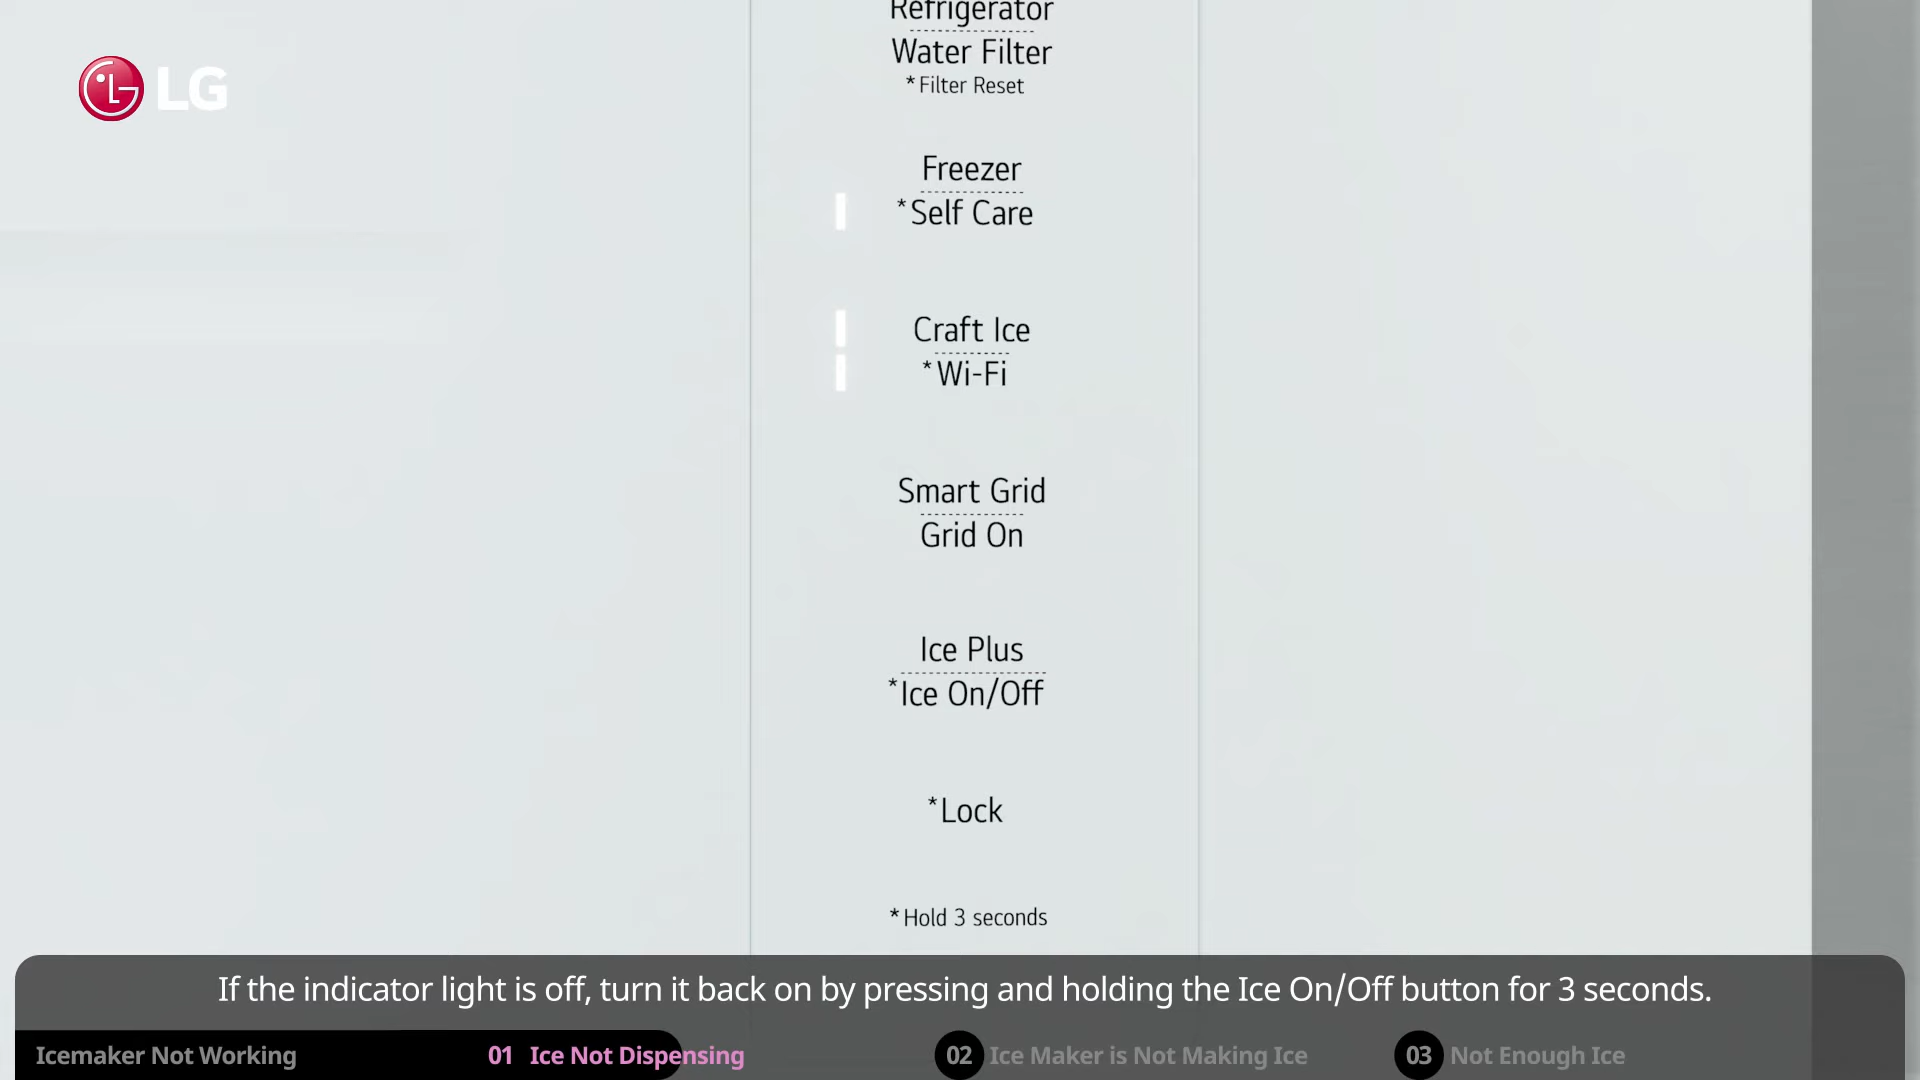 LG
Refrigerator
Water Filter
*Filter Reset
Freezer
*Self Care
Craft Ice
*Wi-Fi
Smart Grid
Grid On
Ice Plus
*Ice On/Off
*Lock
*Hold 3 seconds
If the indicator light is off, turn it back on by pressing and holding the Ice On/Off button for 3 seconds.
Icemaker Not Working 01 Ice Not Dispensing 02 Ice Maker is Not Making Ice 03 Not Enough Ice